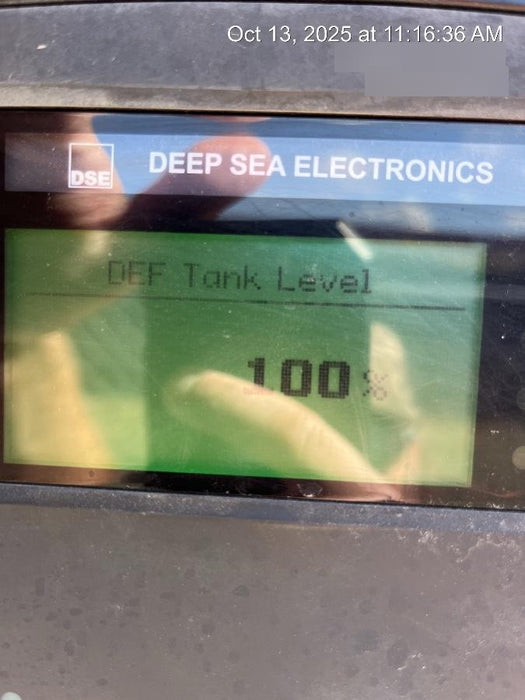 Oct 13, 2025 at 11:16:36 AM
DSE DEEP SEA ELECTRONICS
DEF Tank Level
100 %